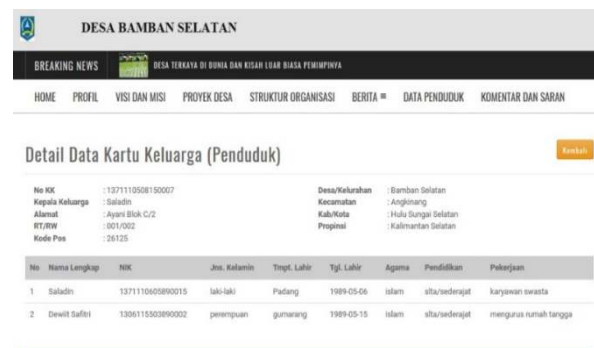 DESA BAMBAN SELATAN
BREAKING NEWS DESA TERKAYA DI DUNIA DAN KISAH LUAR BIASA PEMIMPINYA
HOME PROFIL VISI DAN MISI PROYEK DESA STRUKTUR ORGANISASI BERITA DATA PENDUDUK KOMENTAR DAN SARAN
Detail Data Kartu Keluarga (Penduduk) Kembali
No KK : 1371110508150007 Desa/Kelurahan : Bamban Selatan
Kepala Keluarga : Saladin Kecamatan : Angkinang
Alamat : Ayani Blok C/2 Kab/Kota : Hulu Sungai Selatan
RT/RW : 001/002 Propinsi : Kalimantan Selatan
Kode Pos : 26125
No Nama Lengkap NIK Jns. Kelamin Tmpt. Lahir Tgl. Lahir Agama Pendidikan Pekerjaan
1 Saladin 1371110605890015 laki-laki Padang 1989-05-06 islam slta/sederajat karyawan swasta
2 Dewiit Safitri 1306115503890002 perempuan gumarang 1989-05-15 islam slta/sederajat mengurus rumah tangga